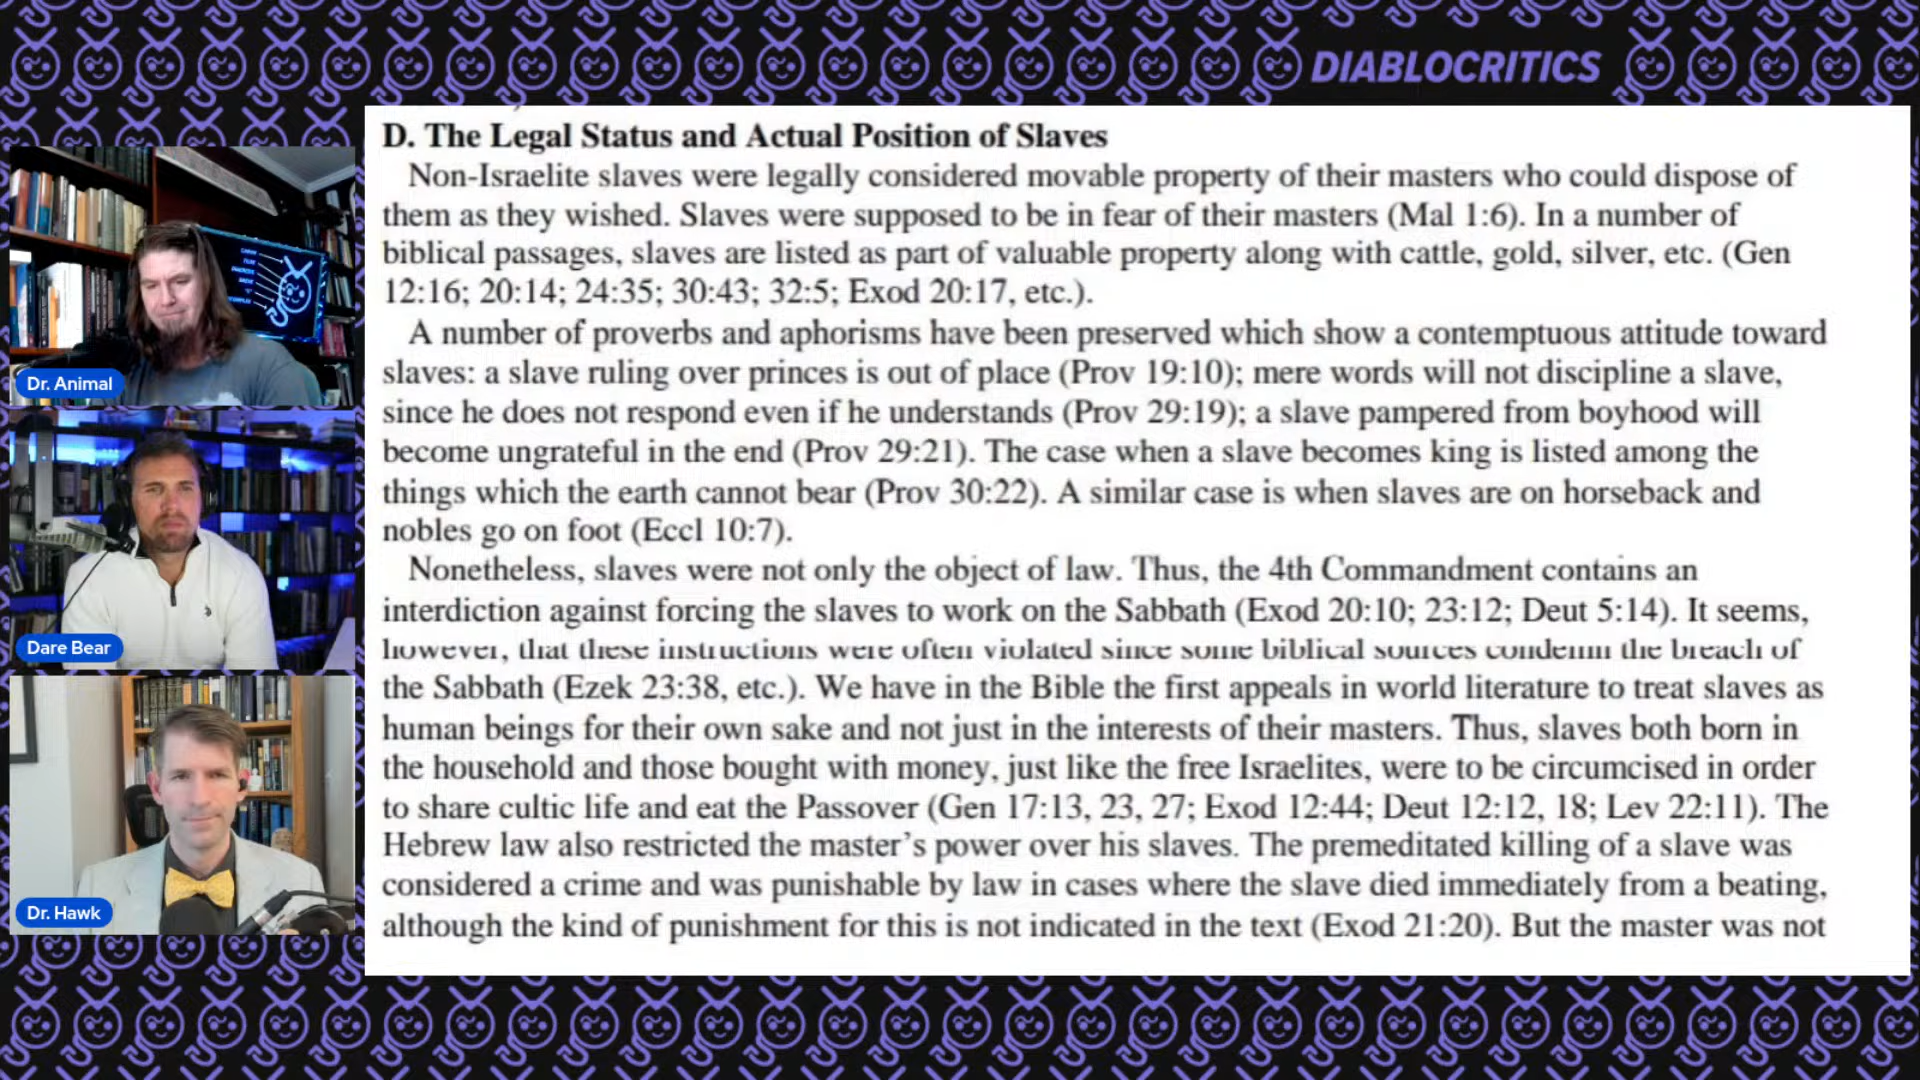 DIABLOCRITICS
D. The Legal Status and Actual Position of Slaves
Non-Israelite slaves were legally considered movable property of their masters who could dispose of
them as they wished. Slaves were supposed to be in fear of their masters (Mal 1:6). In a number of
biblical passages, slaves are listed as part of valuable property along with cattle, gold, silver, etc. (Gen
12:16; 20:14; 24:35; 30:43; 32:5; Exod 20:17, etc.).
A number of proverbs and aphorisms have been preserved which show a contemptuous attitude toward
slaves: a slave ruling over princes is out of place (Prov 19:10); mere words will not discipline a slave,
since he does not respond even if he understands (Prov 29:19); a slave pampered from boyhood will
become ungrateful in the end (Prov 29:21). The case when a slave becomes king is listed among the
things which the earth cannot bear (Prov 30:22). A similar case is when slaves are on horseback and
nobles go on foot (Eccl 10:7).
Nonetheless, slaves were not only the object of law. Thus, the 4th Commandment contains an
interdiction against forcing the slaves to work on the Sabbath (Exod 20:10; 23:12; Deut 5:14). It seems,
however, that these instructions were often violated since some biblical sources condemn the breach of
the Sabbath (Ezek 23:38, etc.). We have in the Bible the first appeals in world literature to treat slaves as
human beings for their own sake and not just in the interests of their masters. Thus, slaves both born in
the household and those bought with money, just like the free Israelites, were to be circumcised in order
to share cultic life and eat the Passover (Gen 17:13, 23, 27; Exod 12:44; Deut 12:12, 18; Lev 22:11). The
Hebrew law also restricted the master's power over his slaves. The premeditated killing of a slave was
considered a crime and was punishable by law in cases where the slave died immediately from a beating,
although the kind of punishment for this is not indicated in the text (Exod 21:20). But the master was not
Dr. Animal
Dare Bear
Dr. Hawk